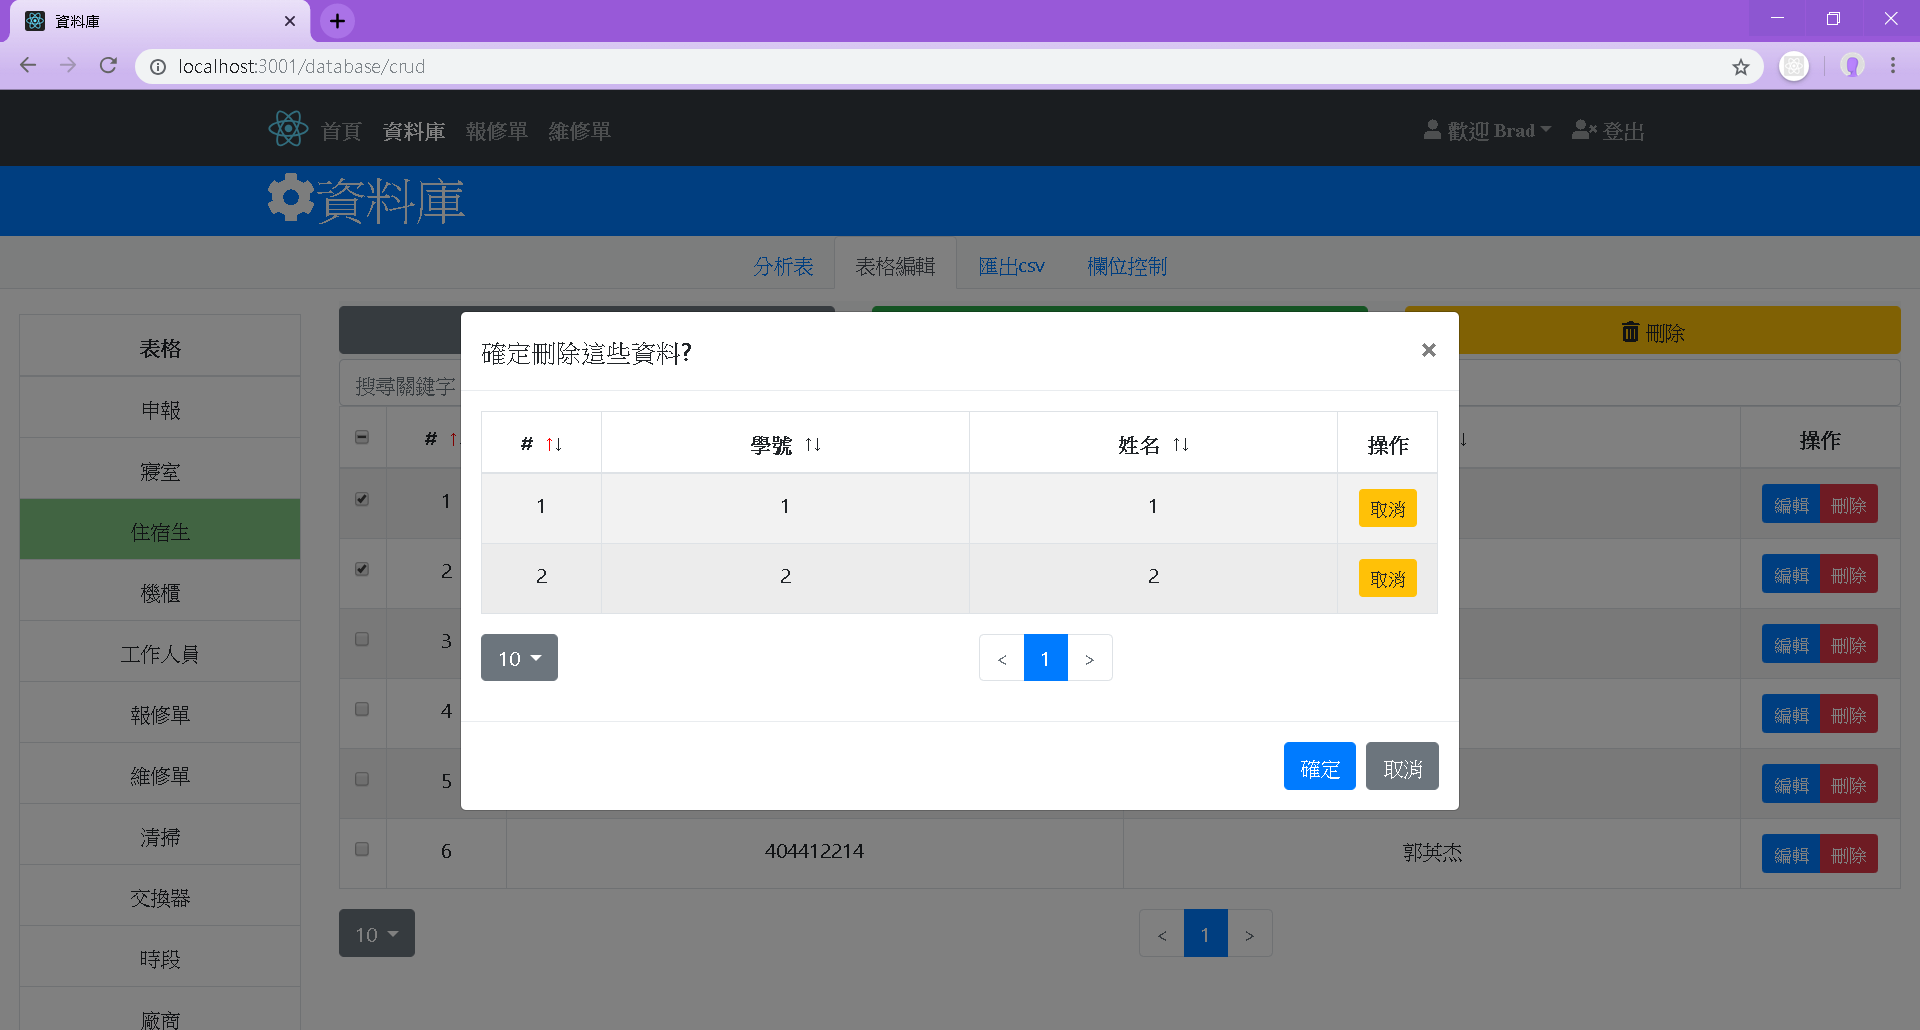 資料庫
localhost:3001/database/crud
首頁 資料庫 報修單 維修單 歡迎 Brad 登出
資料庫
分析表 表格編輯 匯出csv 欄位控制
表格
申報
寢室
住宿生
機櫃
工作人員
報修單
維修單
清掃
交換器
時段
廠商
刪除
搜尋關鍵字
# ↑ ↓ 操作
1 編輯 刪除
2 編輯 刪除
3 編輯 刪除
4 編輯 刪除
5 編輯 刪除
6 404412214 郭英杰 編輯 刪除
10 < 1 >
確定刪除這些資料? ×
# ↑↓ 學號 ↑↓ 姓名 ↑↓ 操作
1 1 1 取消
2 2 2 取消
10 < 1 >
確定 取消